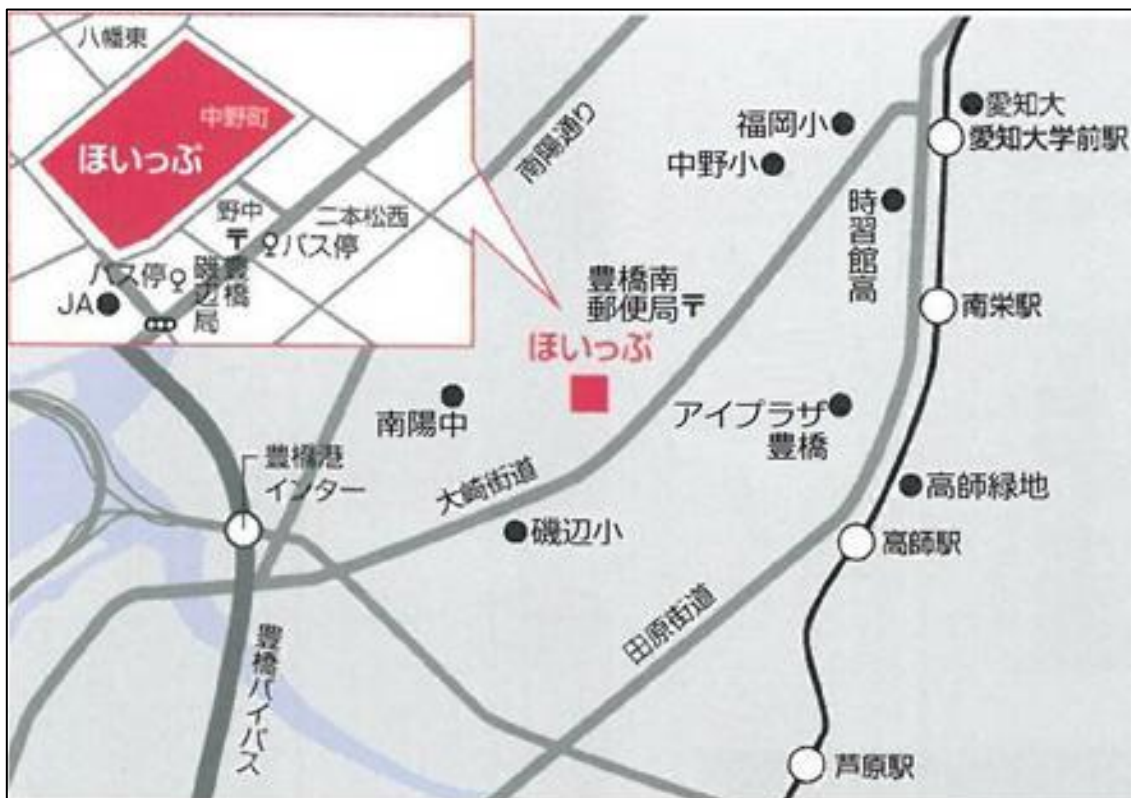 八幡東
中野町
ほいっぷ
野中
二本松西
〒
バス停
バス停
豊橋
磯辺局
JA
南陽通り
福岡小
中野小
愛知大
愛知大学前駅
時習館高
豊橋南
郵便局〒
ほいっぷ
南栄駅
南陽中
アイプラザ
豊橋
豊橋港
インター
大崎街道
磯辺小
高師緑地
高師駅
田原街道
豊橋バイパス
芦原駅